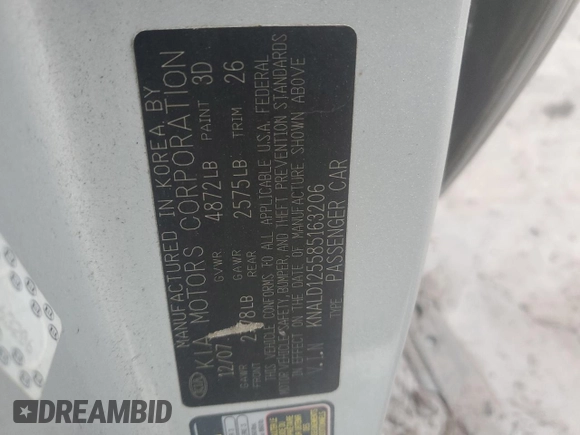 MANUFACTURED IN KOREA, BY
KIA MOTORS CORPORATION
12/07 GVWR 4872LB PAINT 3D
GAWR FRONT GAWR REAR 2575LB TRIM 26
THIS VEHICLE CONFORMS TO ALL APPLICABLE U.S.A. FEDERAL
MOTOR VEHICLE SAFETY, BUMPER, AND THEFT PREVENTION STANDARDS
IN EFFECT ON THE DATE OF MANUFACTURE SHOWN ABOVE
V.I.N KNALD125585163206
TYPE PASSENGER CAR
KIA
DREAMBID